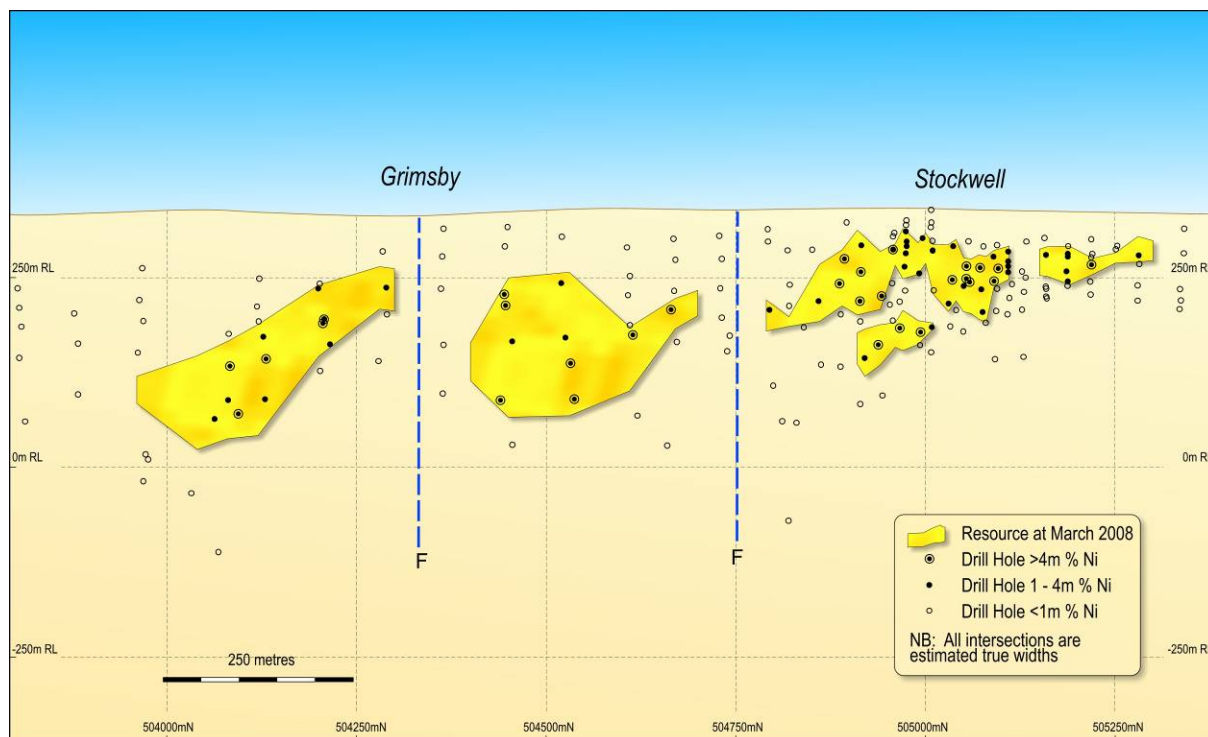 Grimsby
Stockwell
250m RL
250m RL
0m RL
0m RL
F
F
Resource at March 2008
Drill Hole >4m % Ni
Drill Hole 1 - 4m % Ni
Drill Hole <1m % Ni
NB: All intersections are
estimated true widths
-250m RL
-250m RL
250 metres
504000mN
504250mN
504500mN
504750mN
505000mN
505250mN